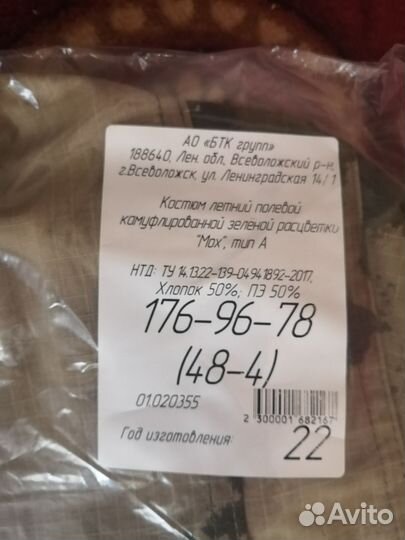 АО «БТК групп»
188640, Лен. обл, Всеволожский р-н,
г.Всеволожск, ул. Ленинградская 14/1
Костюм летний полевой
камуфлированной зеленой расцветки
"Мох", тип А
НТД: ТУ 14.13.22-139-04941892-2017,
Хлопок 50%; ПЭ 50%
176-96-78
(48-4)
01.020355
2 300001 682167
Год изготовления: 22
Avito